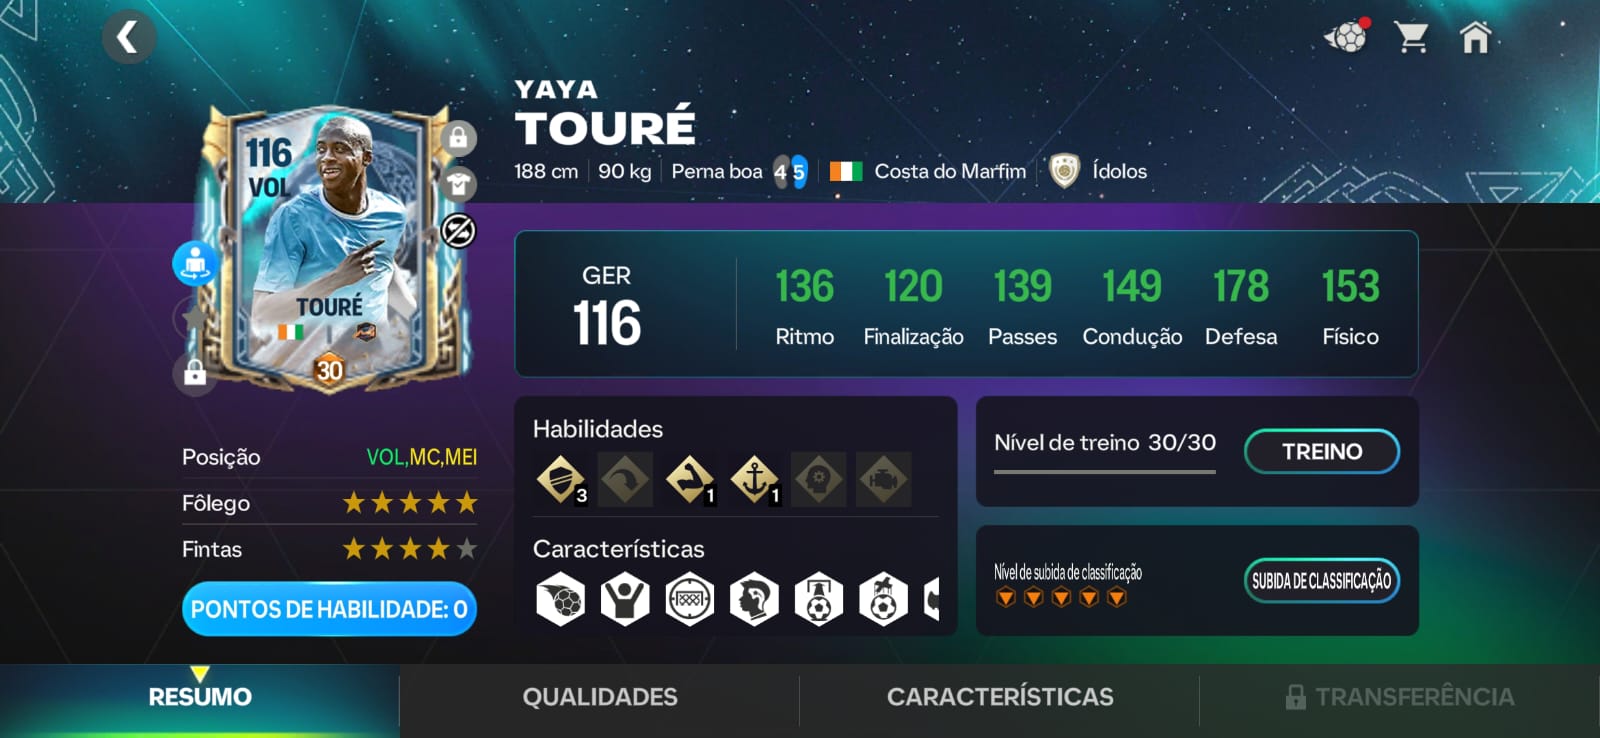 YAYA
TOURÉ
188 cm 90 kg Perna boa 4 5 Costa do Marfim Ídolos
116
VOL
TOURÉ
30
GER
116
136 120 139 149 178 153
Ritmo Finalização Passes Condução Defesa Físico
Posição VOL,MC,MEI
Fôlego
Fintas
PONTOS DE HABILIDADE: 0
Habilidades
3 1 1
Características
Nível de treino 30/30
TREINO
Nível de subida de classificação
SUBIDA DE CLASSIFICAÇÃO
RESUMO QUALIDADES CARACTERÍSTICAS TRANSFERÊNCIA